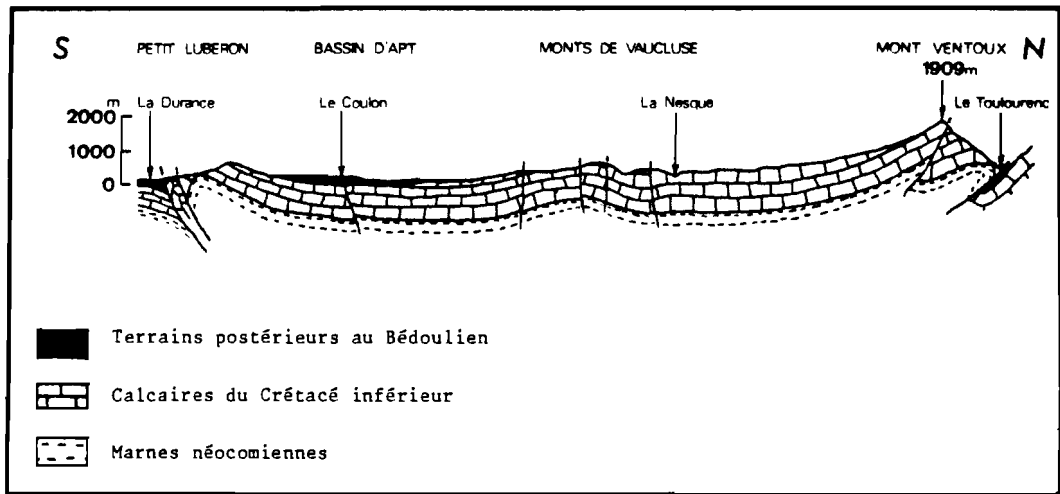 S PETIT LUBERON BASSIN D'APT MONTS DE VAUCLUSE MONT VENTOUX N
1909m
m La Durance Le Coulon La Nesque Le Toulourenc
2000
1000
0
Terrains postérieurs au Bédoulien
Calcaires du Crétacé inférieur
Marnes néocomiennes